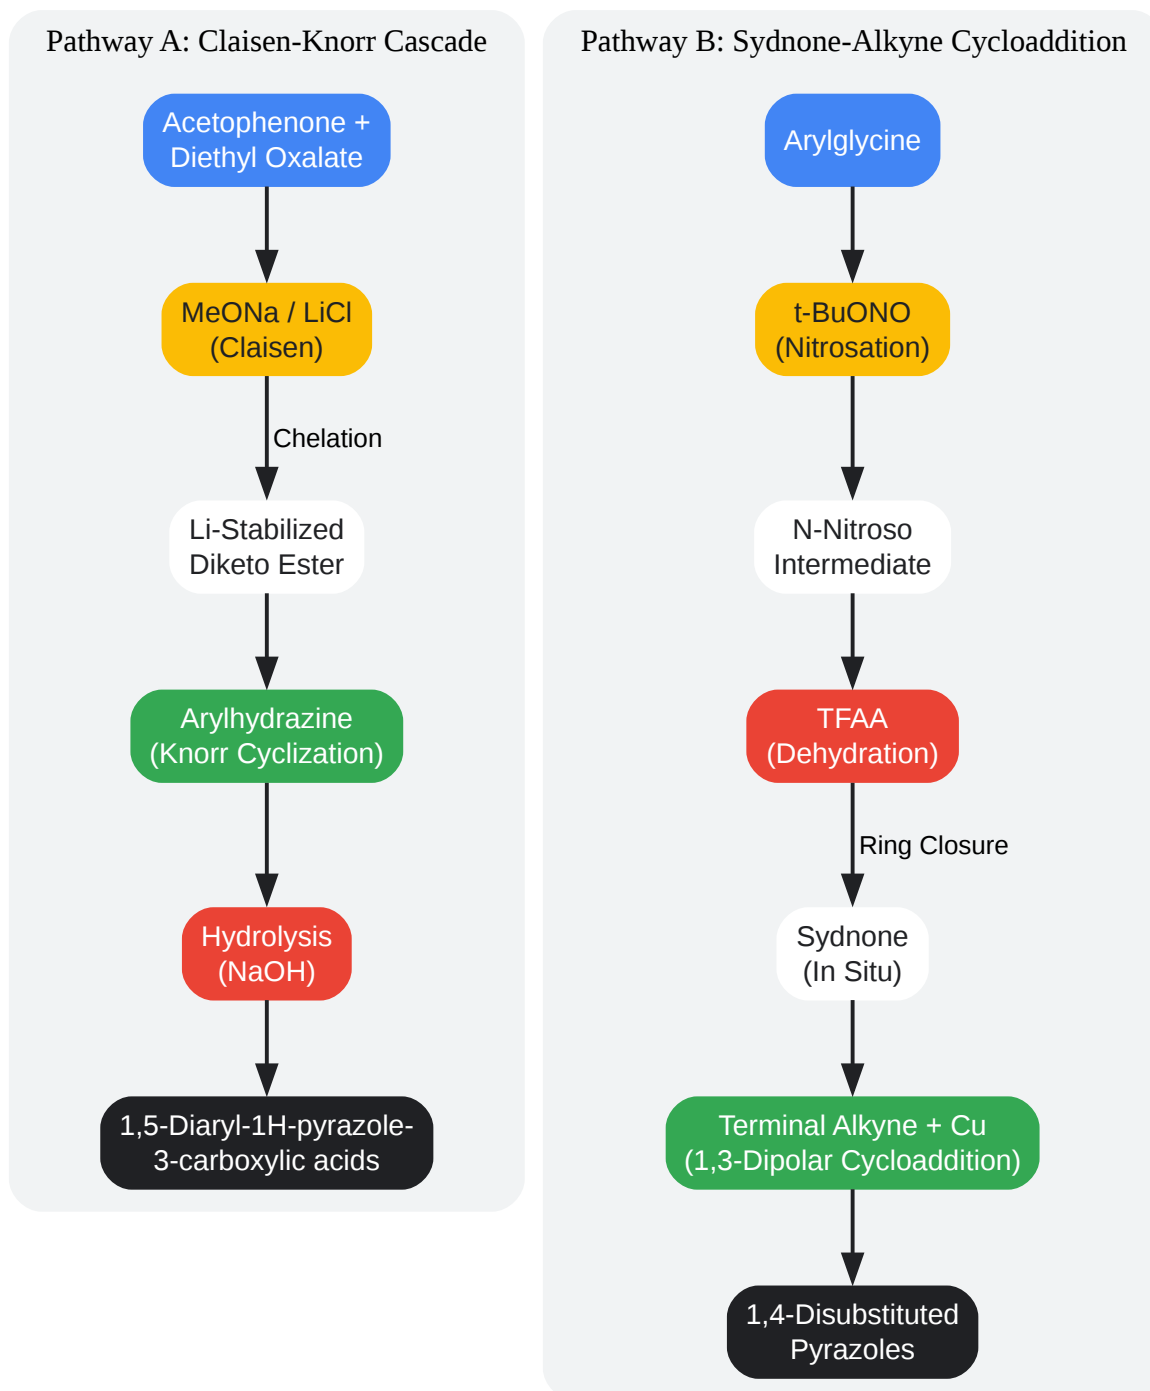 Pathway A: Claisen-Knorr Cascade
Acetophenone +
Diethyl Oxalate
MeONa / LiCl
(Claisen)
Chelation
Li-Stabilized
Diketo Ester
Arylhydrazine
(Knorr Cyclization)
Hydrolysis
(NaOH)
1,5-Diaryl-1H-pyrazole-
3-carboxylic acids
Pathway B: Sydnone-Alkyne Cycloaddition
Arylglycine
t-BuONO
(Nitrosation)
N-Nitroso
Intermediate
TFAA
(Dehydration)
Ring Closure
Sydnone
(In Situ)
Terminal Alkyne + Cu
(1,3-Dipolar Cycloaddition)
1,4-Disubstituted
Pyrazoles